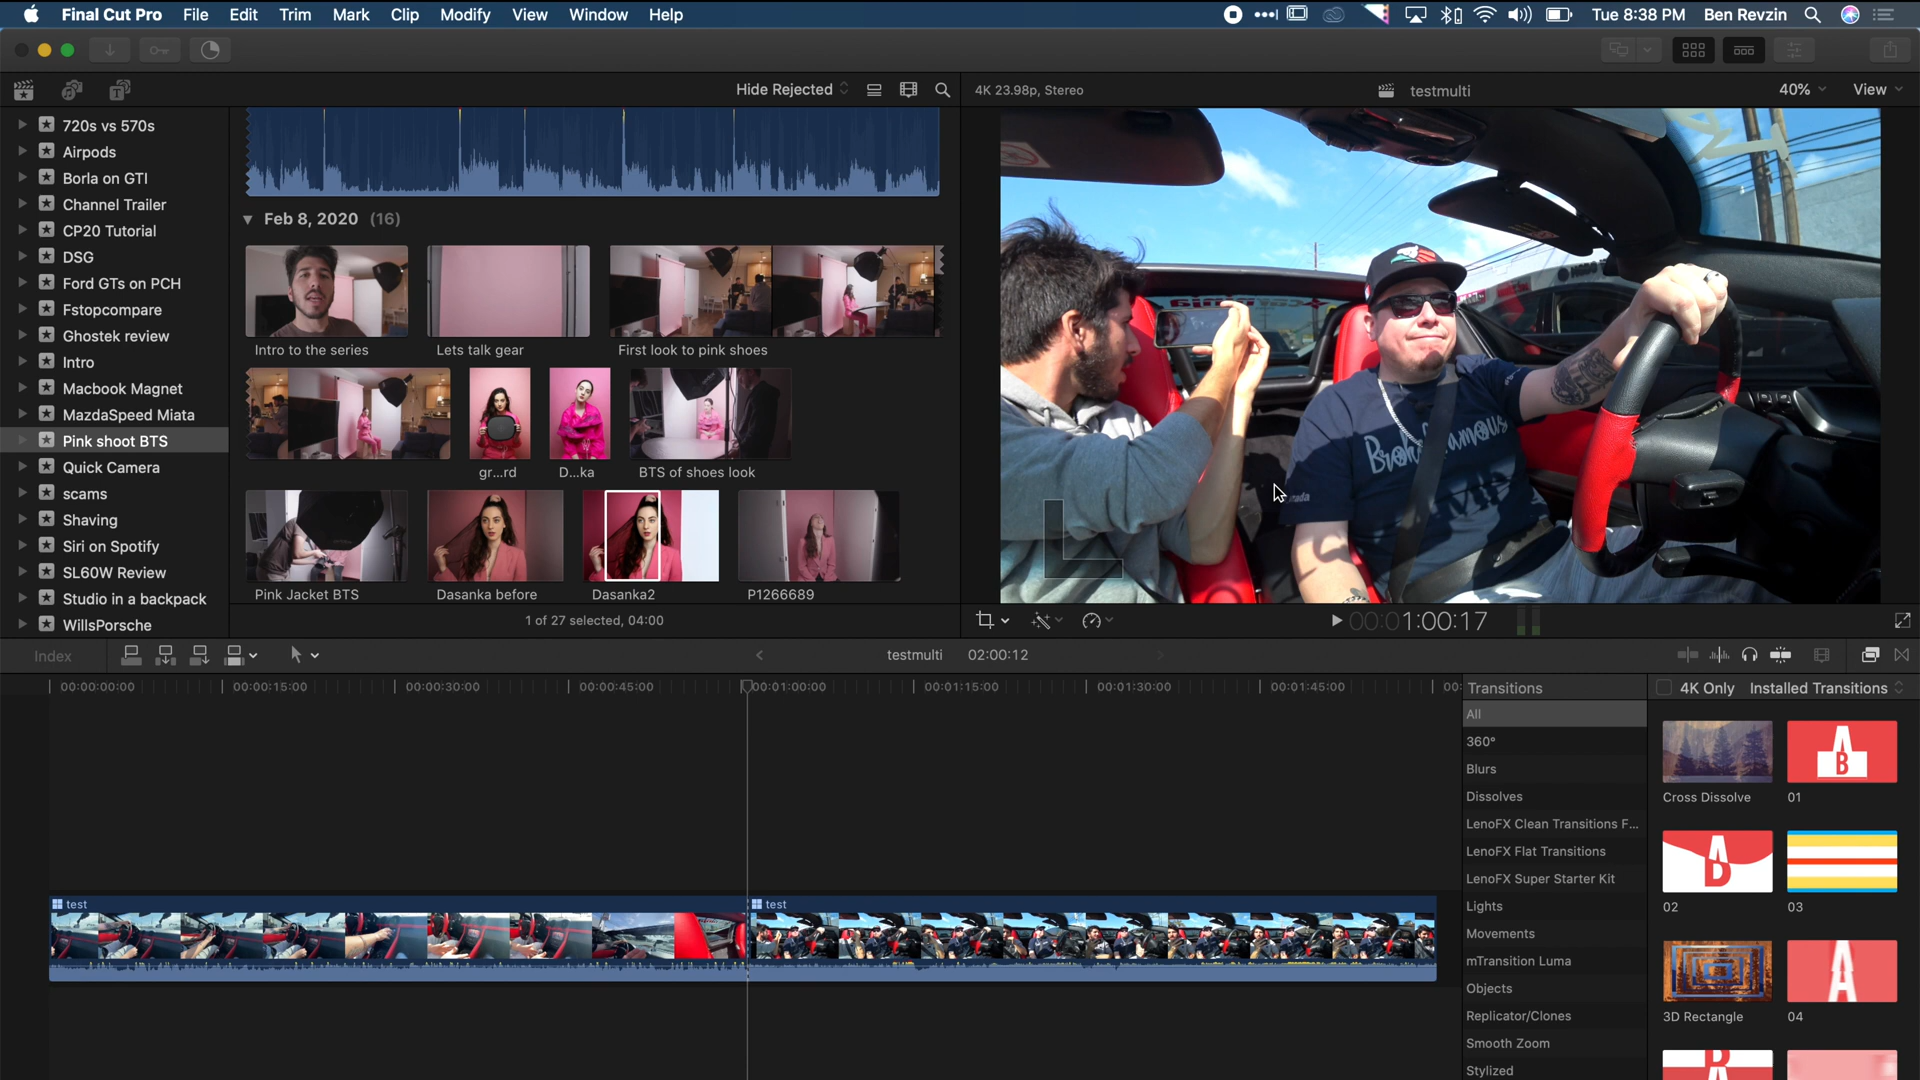 Final Cut Pro File Edit Trim Mark Clip Modify View Window Help Tue 8:38 PM Ben Revzin
Hide Rejected
4K 23.98p, Stereo
testmulti
40%
View
720s vs 570s
Airpods
Borla on GTI
Channel Trailer
CP20 Tutorial
DSG
Ford GTs on PCH
Fstopcompare
Ghostek review
Intro
Macbook Magnet
MazdaSpeed Miata
Pink shoot BTS
Quick Camera
scams
Shaving
Siri on Spotify
SL60W Review
Studio in a backpack
WillsPorsche
Feb 8, 2020 (16)
Intro to the series
Lets talk gear
First look to pink shoes
gr...rd
D...ka
BTS of shoes look
Pink Jacket BTS
Dasanka before
Dasanka2
P1266689
1 of 27 selected, 04:00
00:00:1:00:17
Index
testmulti 02:00:12
00:00:00:00 00:00:15:00 00:00:30:00 00:00:45:00 00:01:00:00 00:01:15:00 00:01:30:00 00:01:45:00 00:
test
test
Transitions
All
360°
Blurs
Dissolves
LenoFX Clean Transitions F...
LenoFX Flat Transitions
LenoFX Super Starter Kit
Lights
Movements
mTransition Luma
Objects
Replicator/Clones
Smooth Zoom
Stylized
4K Only Installed Transitions
Cross Dissolve
A
B
01
02
03
3D Rectangle
A
04